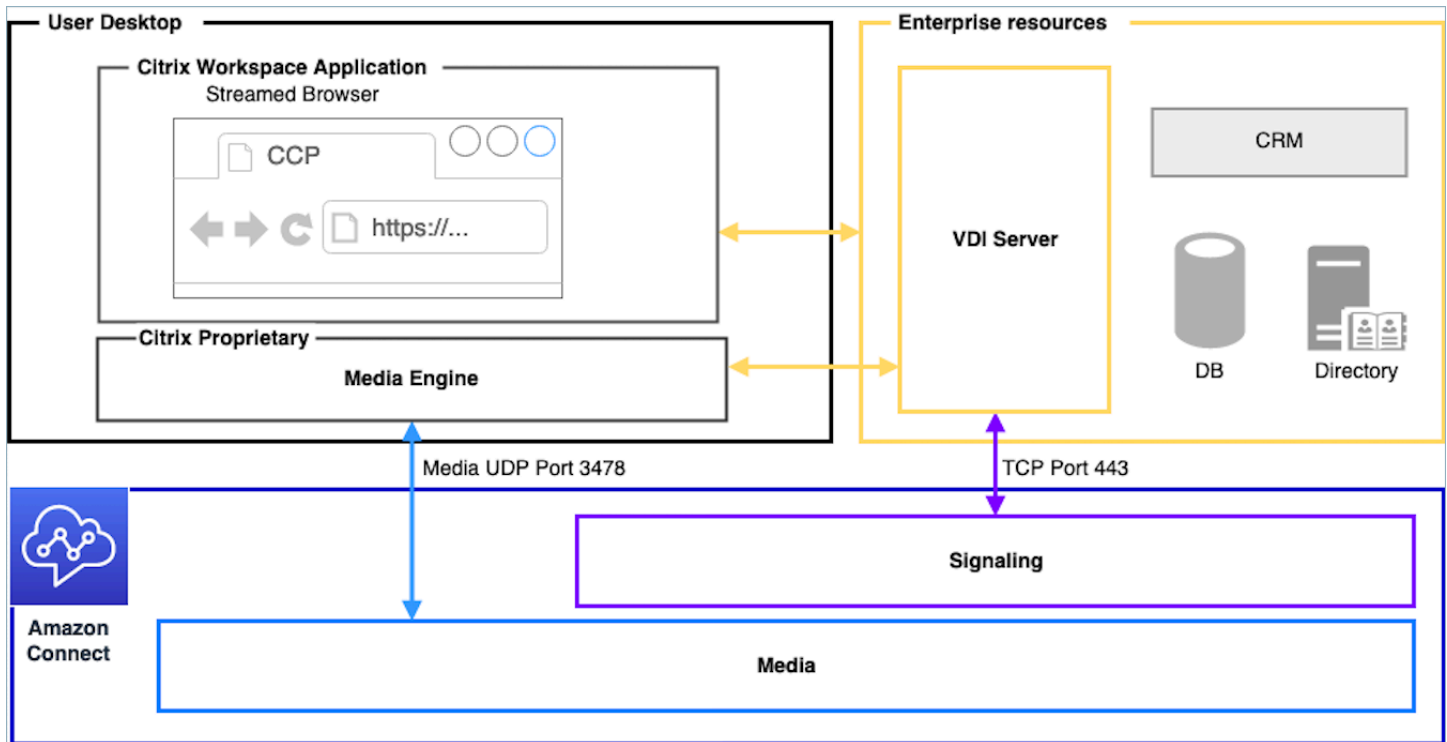 User Desktop
Enterprise resources
Citrix Workspace Application
Streamed Browser
CCP
https://...
CRM
VDI Server
Citrix Proprietary
Media Engine
DB
Directory
Media UDP Port 3478
TCP Port 443
Signaling
Amazon
Connect
Media